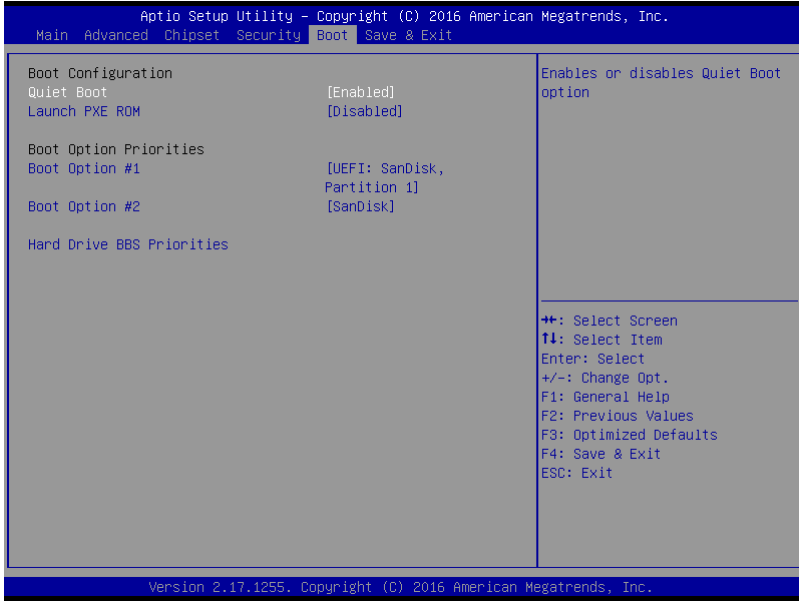 Aptio Setup Utility – Copyright (C) 2016 American Megatrends, Inc.
Main Advanced Chipset Security Boot Save & Exit
Boot Configuration
Quiet Boot [Enabled]
Launch PXE ROM [Disabled]
Boot Option Priorities
Boot Option #1 [UEFI: SanDisk,
Partition 1]
Boot Option #2 [SanDisk]
Hard Drive BBS Priorities
Enables or disables Quiet Boot
option
→←: Select Screen
↑↓: Select Item
Enter: Select
+/-: Change Opt.
F1: General Help
F2: Previous Values
F3: Optimized Defaults
F4: Save & Exit
ESC: Exit
Version 2.17.1255. Copyright (C) 2016 American Megatrends, Inc.